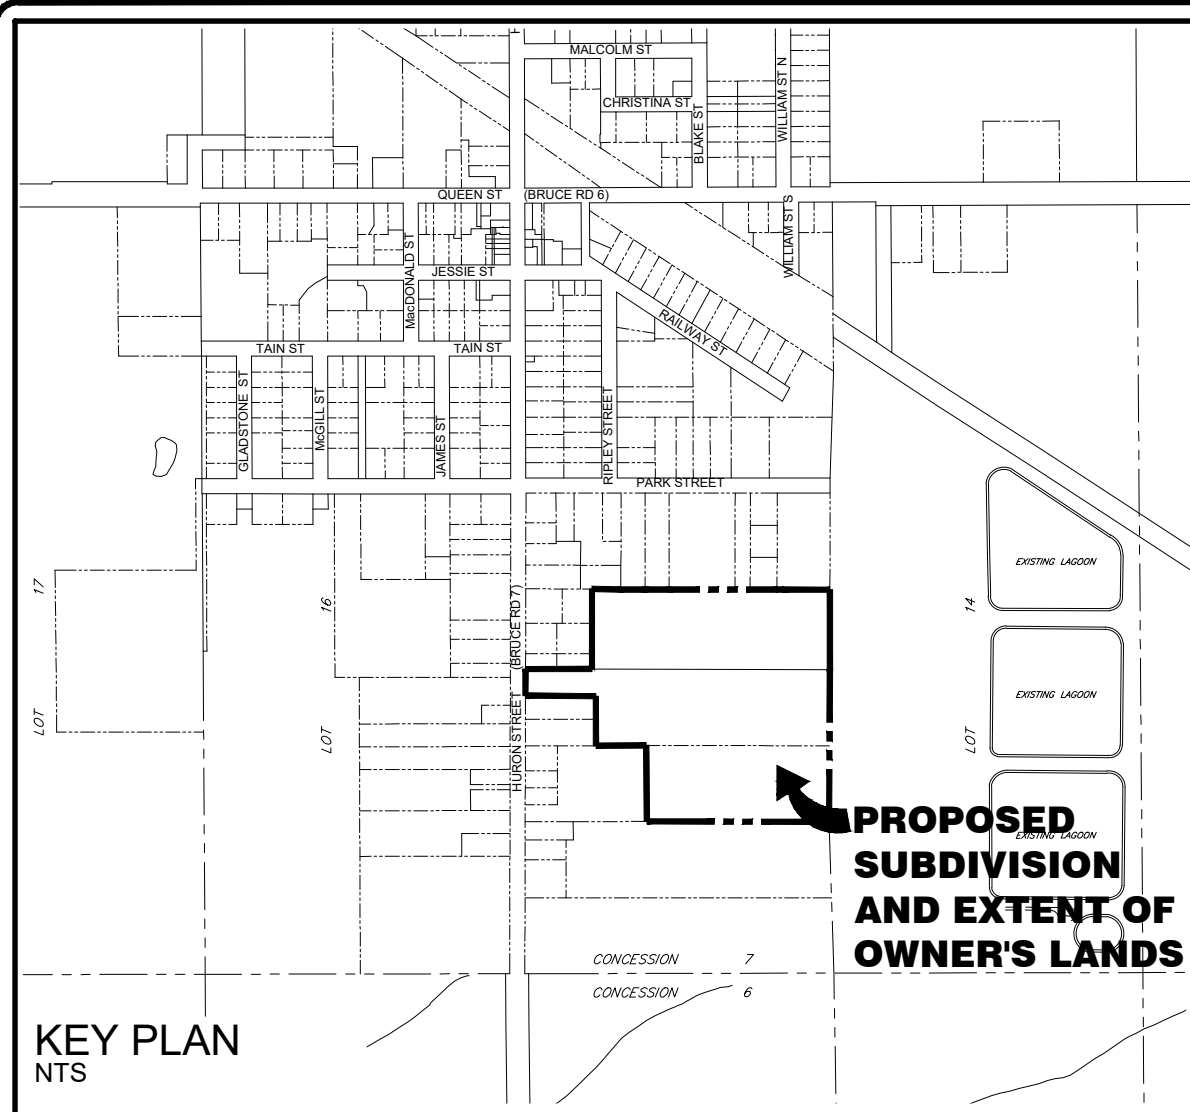 MALCOLM ST
CHRISTINA ST
BLAKE ST
WILLIAM ST N
QUEEN ST (BRUCE RD 6)
WILLIAM ST S
MacDONALD ST
JESSIE ST
RAILWAY ST
TAIN ST
TAIN ST
GLADSTONE ST
McGILL ST
JAMES ST
RIPLEY STREET
PARK STREET
EXISTING LAGOON
LOT 17
LOT 16
HURON STREET (BRUCE RD 7)
LOT 14
EXISTING LAGOON
EXISTING LAGOON
PROPOSED
SUBDIVISION
AND EXTENT OF
OWNER'S LANDS
CONCESSION 7
CONCESSION 6
KEY PLAN
NTS